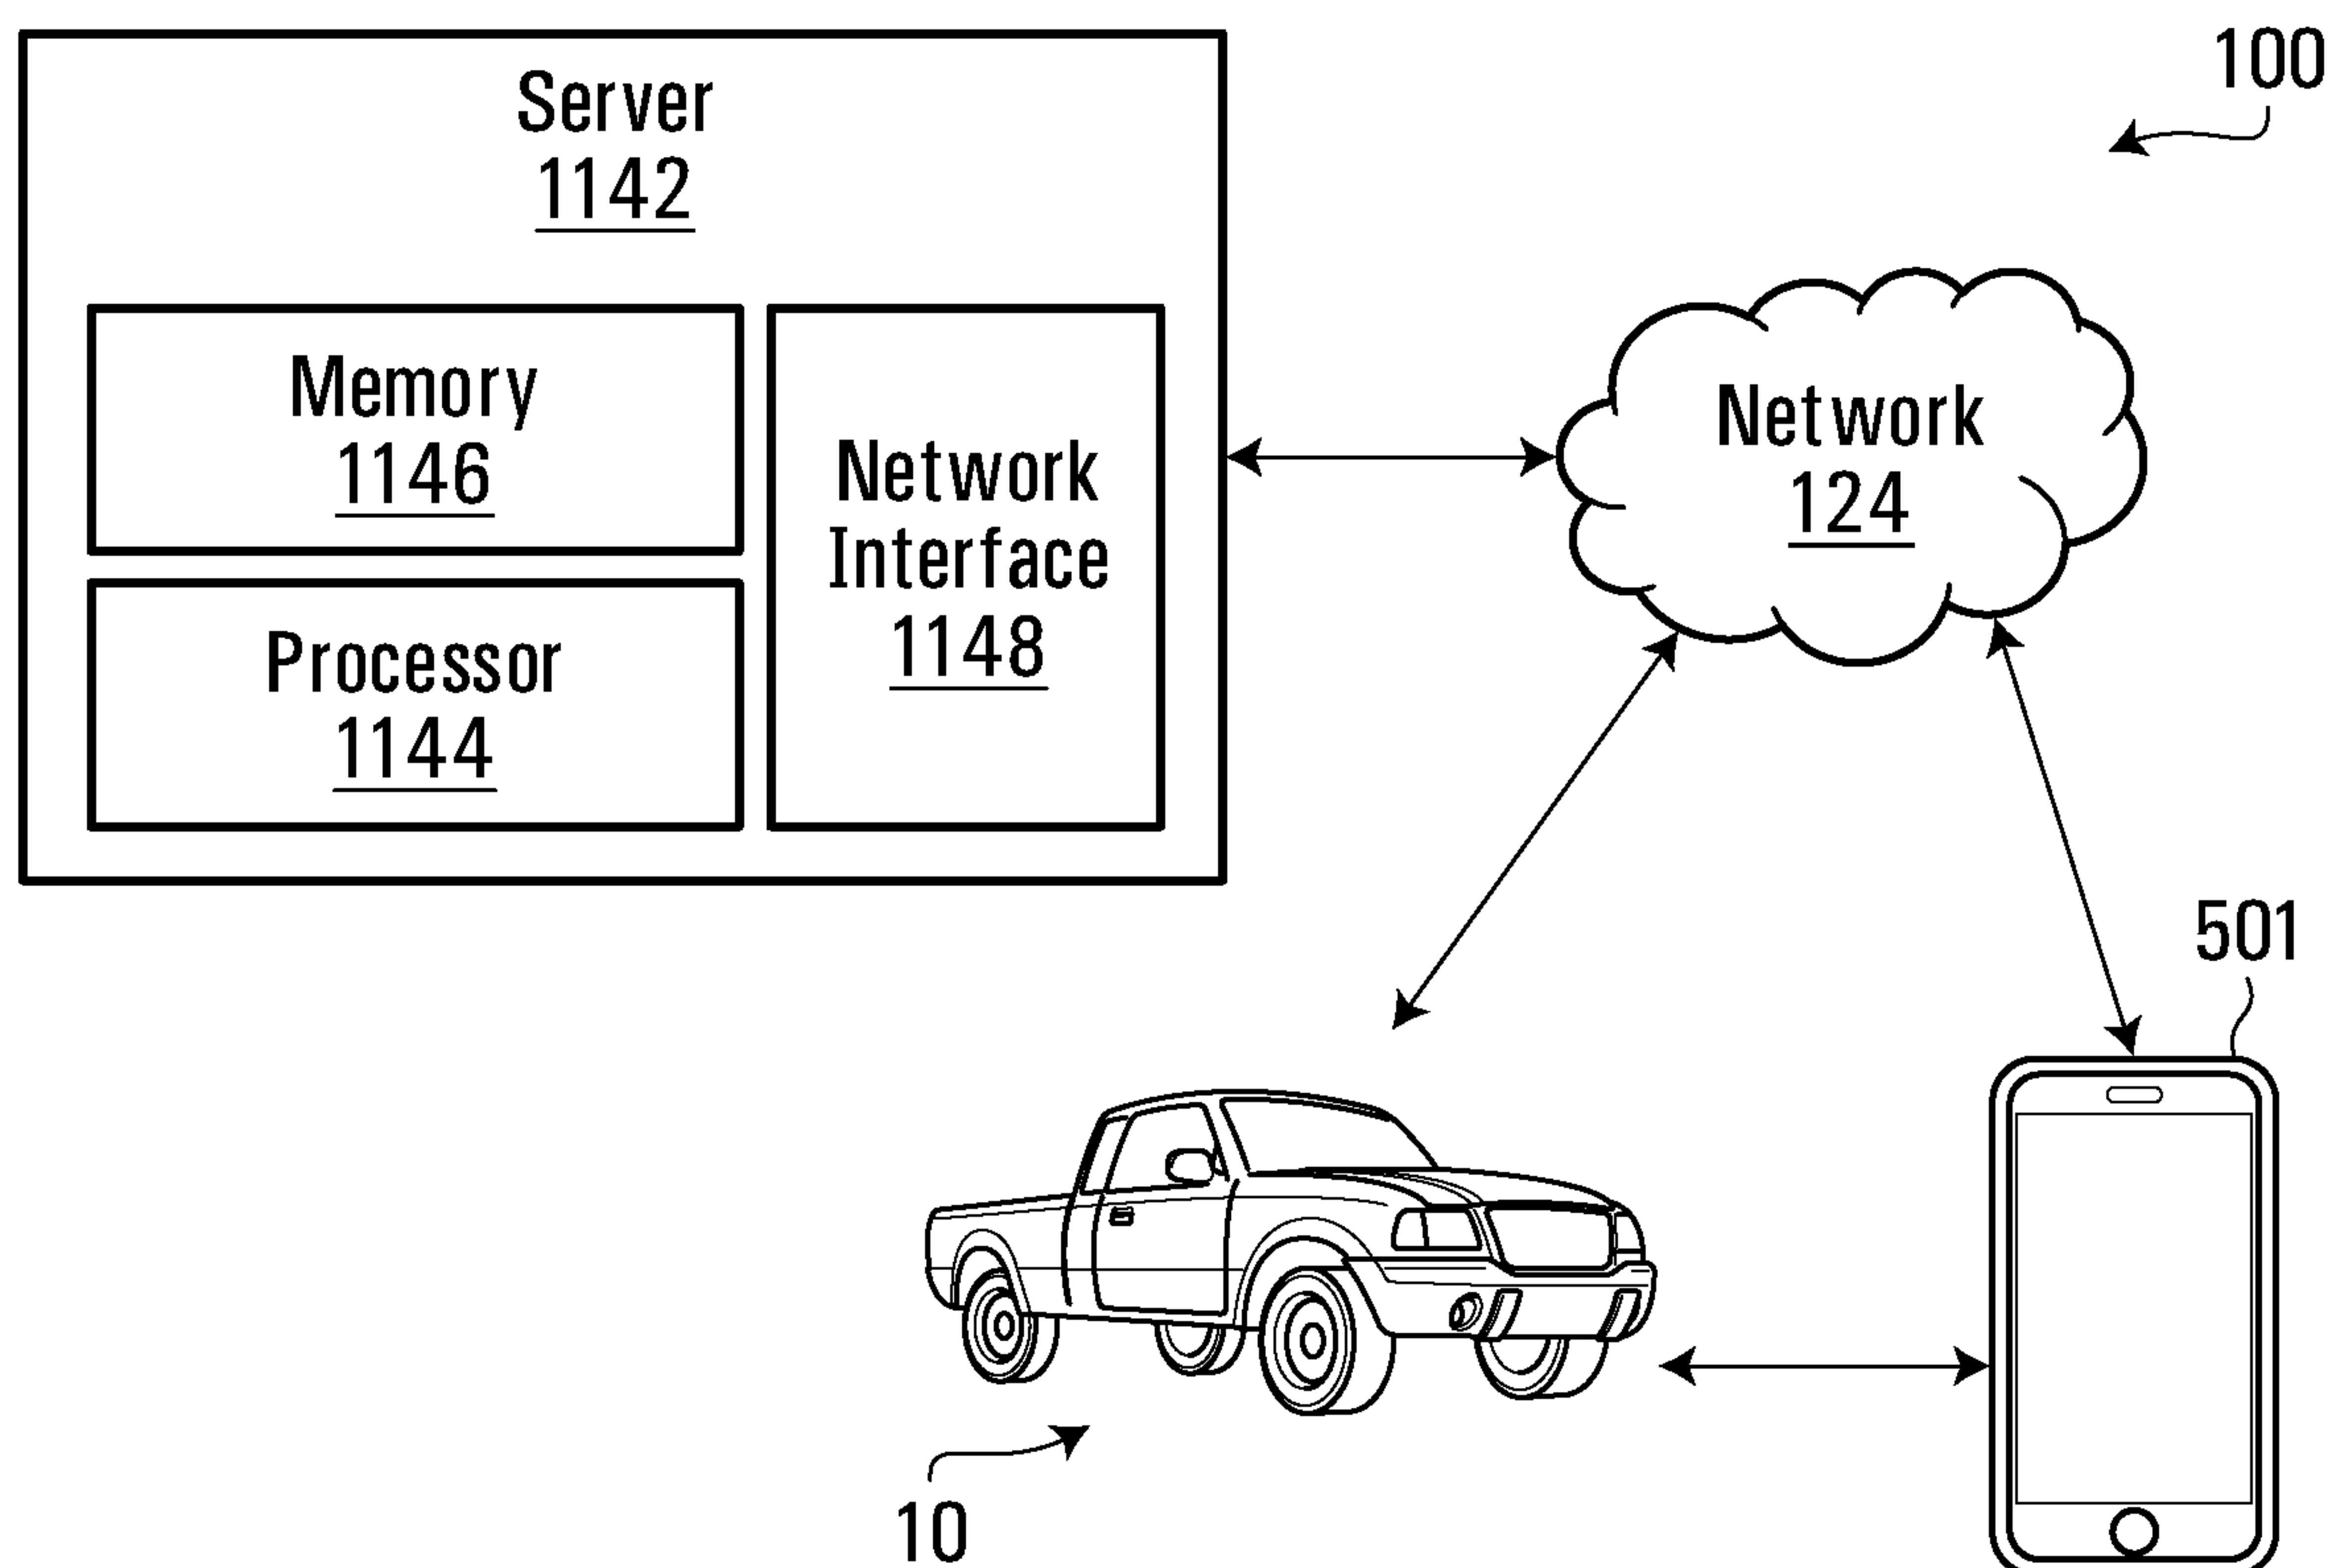 100
Server
1142
Memory
1146
Processor
1144
Network
Interface
1148
Network
124
501
10